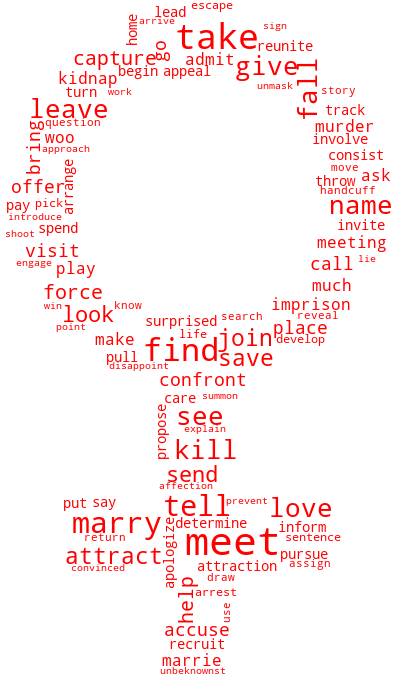 escape
lead
arrive
home
sign
take
go
reunite
capture
admit
give
begin
appeal
kidnap
fall
unmask
turn
work
story
leave
track
question
murder
woo
involve
bring
approach
consist
move
arrange
throw
ask
offer
handcuff
pay
pick
name
introduce
spend
invite
shoot
meeting
visit
call
lie
engage
play
much
force
win
know
imprison
look
search
reveal
point
surprised
life
place
make
join
develop
find
pull
save
disappoint
confront
care
summon
see
propose
explain
kill
send
affection
put
say
tell
prevent
love
marry
determine
inform
return
meet
sentence
attract
apologize
pursue
convinced
attraction
assign
draw
help
arrest
use
accuse
recruit
marrie
unbeknownst